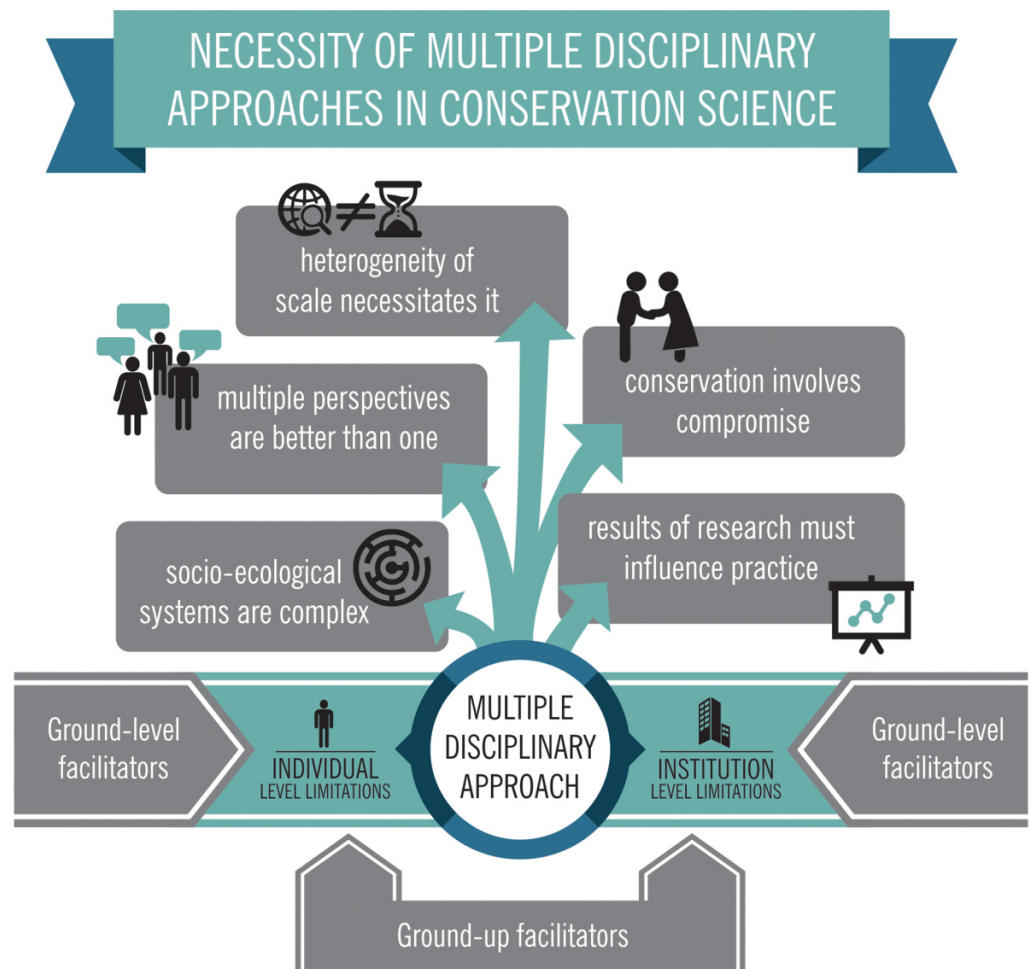 NECESSITY OF MULTIPLE DISCIPLINARY
APPROACHES IN CONSERVATION SCIENCE
heterogeneity of
scale necessitates it
conservation involves
compromise
multiple perspectives
are better than one
results of research must
influence practice
socio-ecological
systems are complex
Ground-level
facilitators
INDIVIDUAL
LEVEL LIMITATIONS
MULTIPLE
DISCIPLINARY
APPROACH
INSTITUTION
LEVEL LIMITATIONS
Ground-level
facilitators
Ground-up facilitators